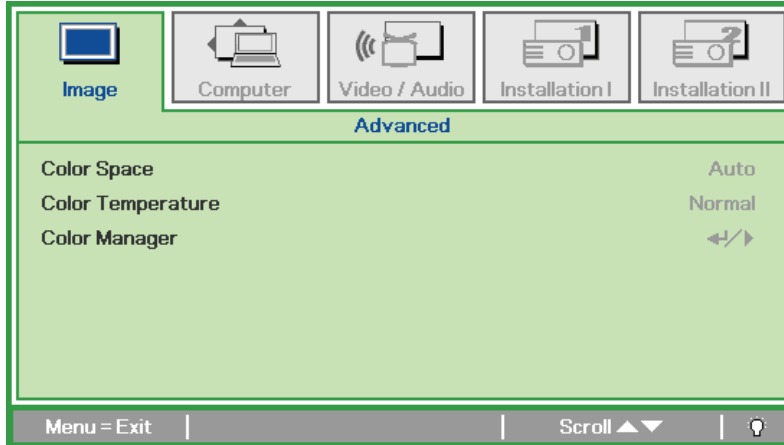 Image
Computer
Video / Audio
Installation I
Installation II
Advanced
Color Space Auto
Color Temperature Normal
Color Manager
Menu = Exit Scroll